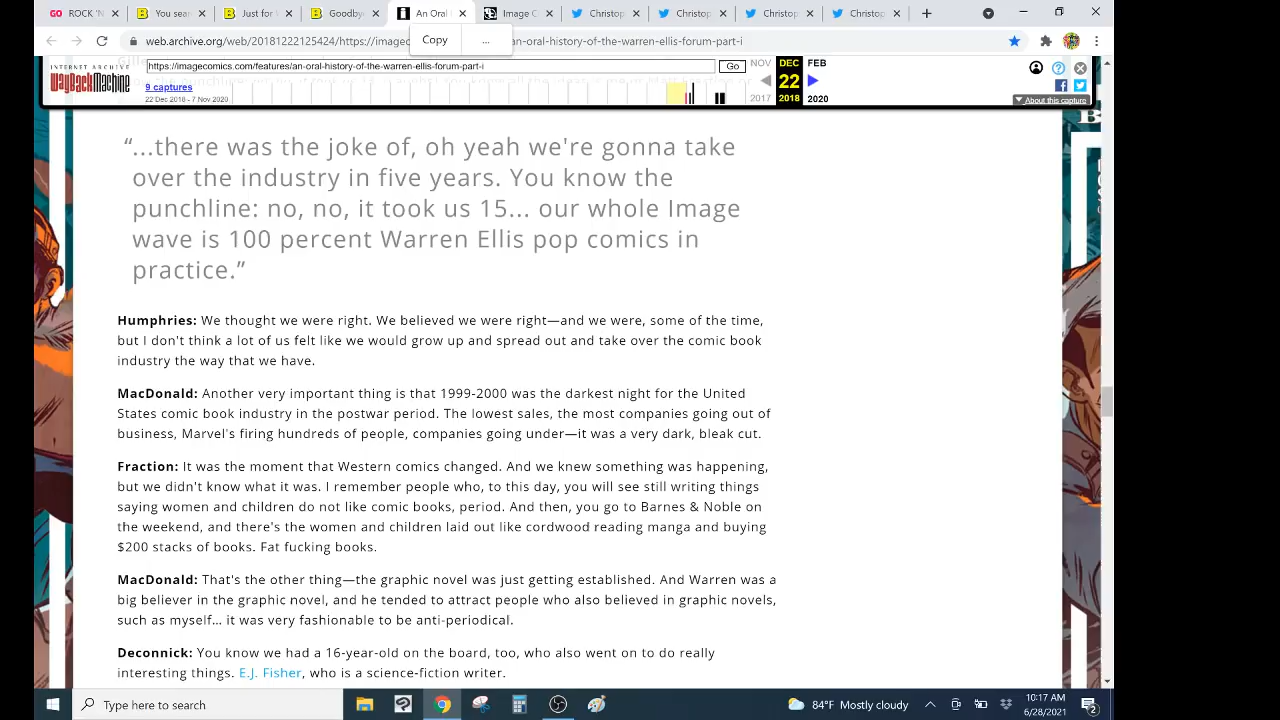 GO ROCK 'N
You sear
Just for
Goodby
An Oral
Image C
Christop
Christop
Christop
Christop
Copy
...
web.archive.org/web/20181222125424/https://imagec
an-oral-history-of-the-warren-ellis-forum-part-i
INTERNET ARCHIVE
WayBackMachine
https://imagecomics.com/features/an-oral-history-of-the-warren-ellis-forum-part-i
Go
9 captures
22 Dec 2018 - 7 Nov 2020
NOV DEC FEB
22
2017 2018 2020
About this capture
“...there was the joke of, oh yeah we're gonna take
over the industry in five years. You know the
punchline: no, no, it took us 15... our whole Image
wave is 100 percent Warren Ellis pop comics in
practice.”
Humphries: We thought we were right. We believed we were right—and we were, some of the time,
but I don't think a lot of us felt like we would grow up and spread out and take over the comic book
industry the way that we have.
MacDonald: Another very important thing is that 1999-2000 was the darkest night for the United
States comic book industry in the postwar period. The lowest sales, the most companies going out of
business, Marvel's firing hundreds of people, companies going under—it was a very dark, bleak cut.
Fraction: It was the moment that Western comics changed. And we knew something was happening,
but we didn't know what it was. I remember people who, to this day, you will see still writing things
saying women and children do not like comic books, period. And then, you go to Barnes & Noble on
the weekend, and there's the women and children laid out like cordwood reading manga and buying
$200 stacks of books. Fat fucking books.
MacDonald: That's the other thing—the graphic novel was just getting established. And Warren was a
big believer in the graphic novel, and he tended to attract people who also believed in graphic novels,
such as myself… it was very fashionable to be anti-periodical.
Deconnick: You know we had a 16-year-old on the board, too, who also went on to do really
interesting things. E.J. Fisher, who is a science-fiction writer.
Type here to search
84°F Mostly cloudy
10:17 AM
6/28/2021
2